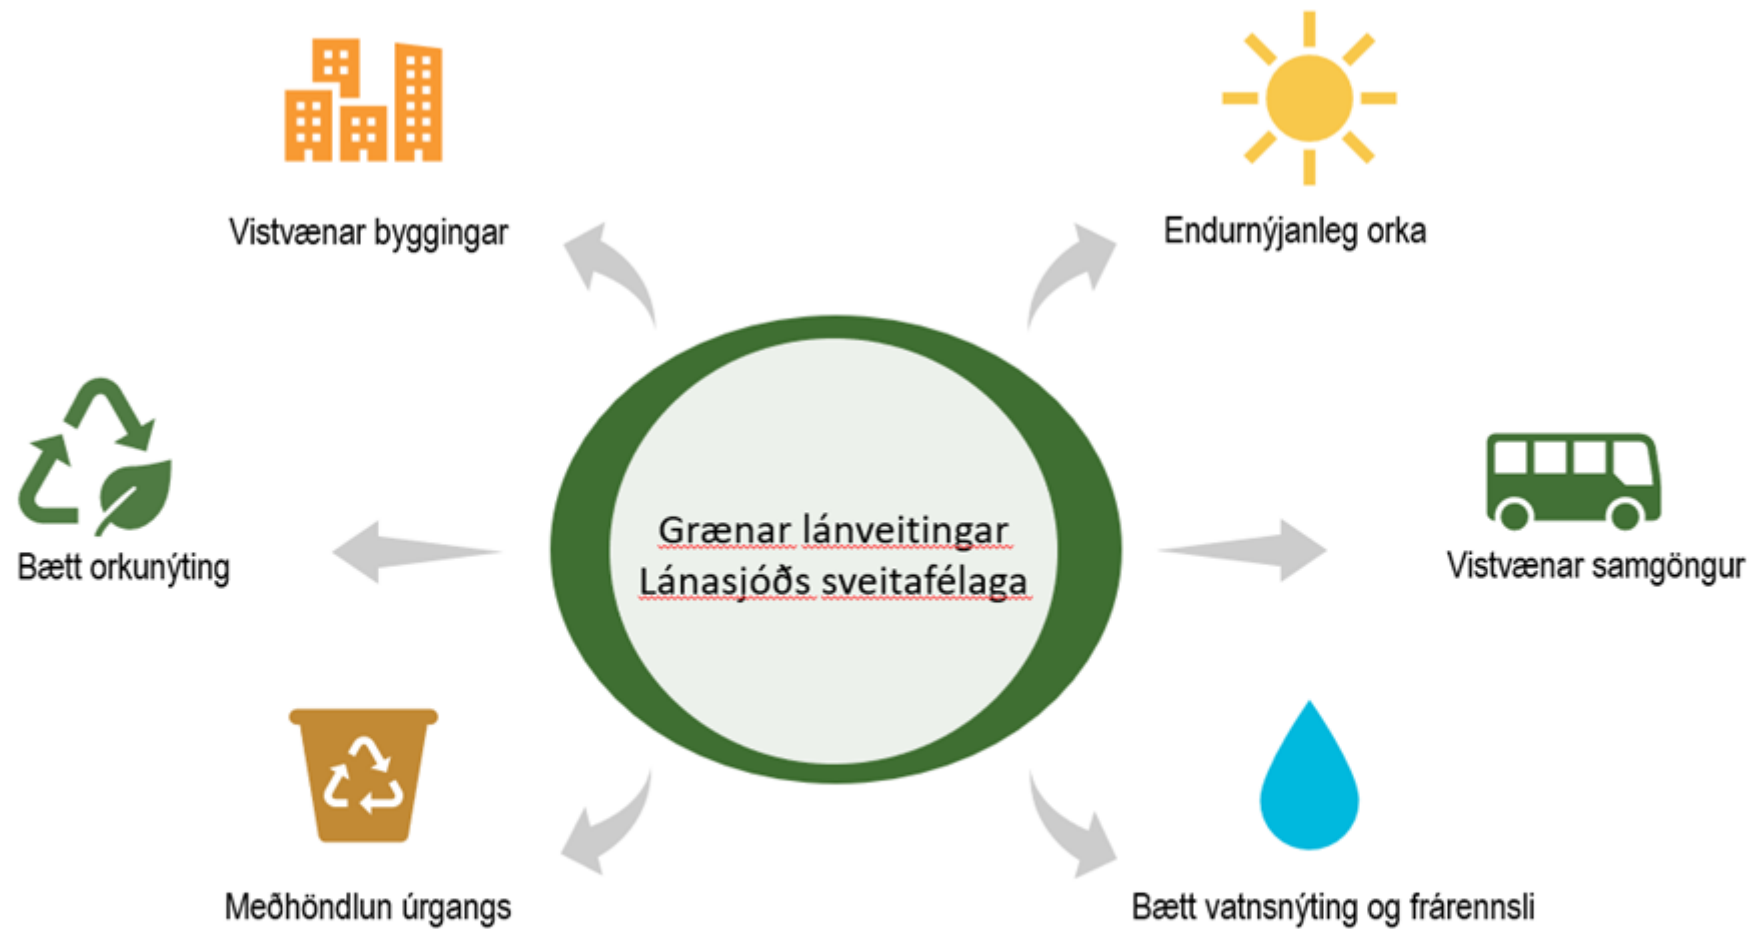 Vistvænar byggingar
Endurnýjanleg orka
Bætt orkunýting
Grænar lánveitingar
Lánasjóðs sveitafélaga
Vistvænar samgöngur
Meðhöndlun úrgangs
Bætt vatnsnýting og frárennsli